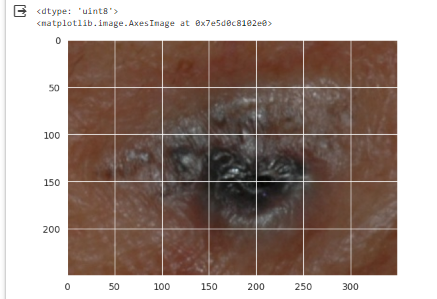 <dtype: 'uint8'>
<matplotlib.image.AxesImage at 0x7e5d0c8102e0>
0
50
100
150
200
0 50 100 150 200 250 300